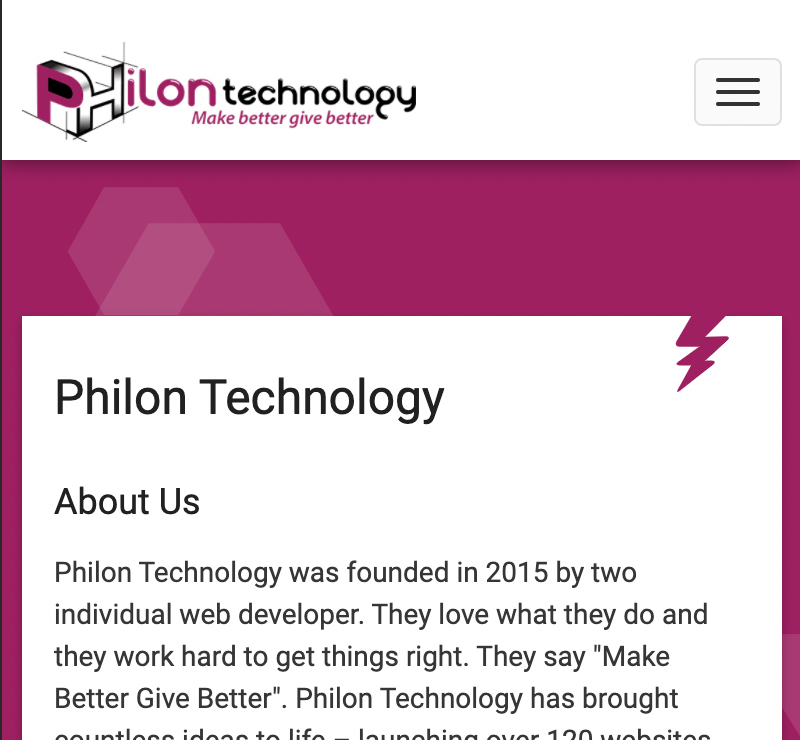 Philon technology
Make better give better
Philon Technology
About Us
Philon Technology was founded in 2015 by two
individual web developer. They love what they do and
they work hard to get things right. They say "Make
Better Give Better". Philon Technology has brought
countless ideas to life – launching over 120 websites